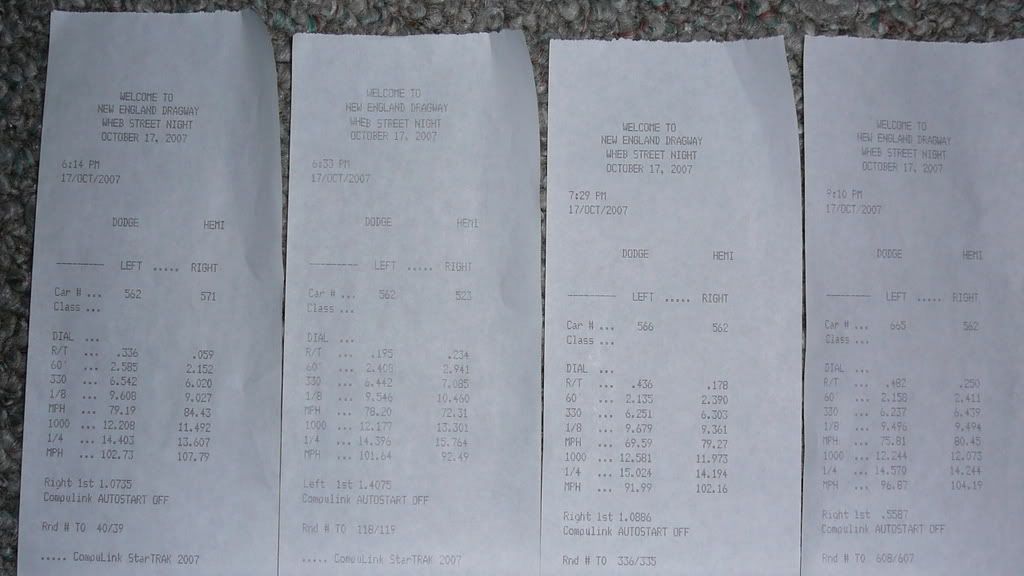 WELCOME TO
NEW ENGLAND DRAGWAY
WHEB STREET NIGHT
OCTOBER 17, 2007
6:14 PM
17/OCT/2007
DODGE HEMI
--------- LEFT ..... RIGHT
Car # ... 562 571
Class ...
DIAL ...
R/T ... .336 .059
60' ... 2.585 2.152
330 ... 6.542 6.020
1/8 ... 9.608 9.027
MPH ... 79.19 84.43
1000 ... 12.208 11.492
1/4 ... 14.403 13.607
MPH ... 102.73 107.79
Right 1st 1.0735
Compulink AUTOSTART OFF
Rnd # TO 40/39
..... CompuLink StarTRAK 2007
WELCOME TO
NEW ENGLAND DRAGWAY
WHEB STREET NIGHT
OCTOBER 17, 2007
6:33 PM
17/OCT/2007
DODGE HEMI
--------- LEFT ..... RIGHT
Car # ... 562 523
Class ...
DIAL ...
R/T ... .195 .234
60' ... 2.408 2.941
330 ... 6.442 7.085
1/8 ... 9.546 10.460
MPH ... 78.20 72.31
1000 ... 12.177 13.301
1/4 ... 14.396 15.764
MPH ... 101.64 92.49
Left 1st 1.4075
Compulink AUTOSTART OFF
Rnd # TO 118/119
..... CompuLink StarTRAK 2007
WELCOME TO
NEW ENGLAND DRAGWAY
WHEB STREET NIGHT
OCTOBER 17, 2007
7:29 PM
17/OCT/2007
DODGE HEMI
--------- LEFT ..... RIGHT
Car # ... 566 562
Class ...
DIAL ...
R/T ... .436 .178
60' ... 2.135 2.390
330 ... 6.251 6.303
1/8 ... 9.679 9.361
MPH ... 69.59 79.27
1000 ... 12.581 11.973
1/4 ... 15.024 14.194
MPH ... 91.99 102.16
Right 1st 1.0886
Compulink AUTOSTART OFF
Rnd # TO 336/335
WELCOME TO
NEW ENGLAND DRAGWAY
WHEB STREET NIGHT
OCTOBER 17, 2007
9:10 PM
17/OCT/2007
DODGE HEMI
--------- LEFT ..... RIGHT
Car # ... 665 562
Class ...
DIAL ...
R/T ... .482 .250
60' ... 2.158 2.411
330 ... 6.237 6.439
1/8 ... 9.496 9.494
MPH ... 75.81 80.45
1000 ... 12.244 12.073
1/4 ... 14.570 14.244
MPH ... 96.87 104.19
Right 1st .5587
Compulink AUTOSTART OFF
Rnd # TO 608/607